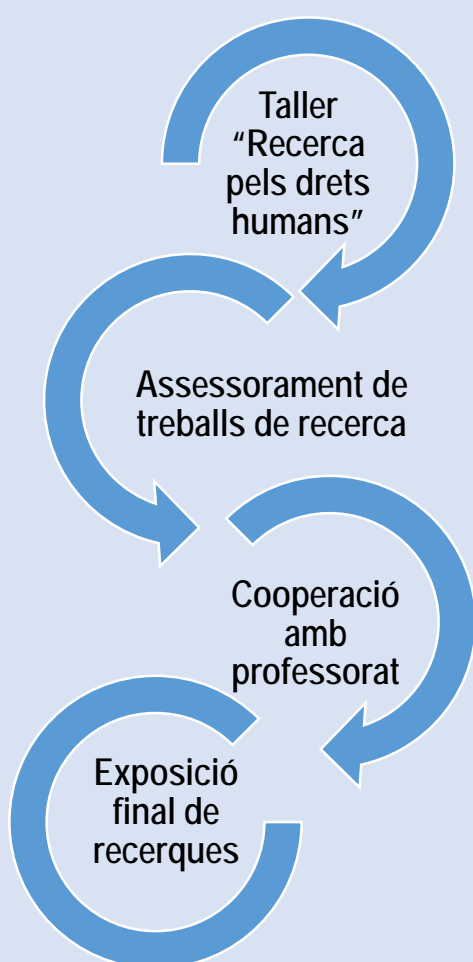 Taller
“Recerca
pels drets
humans”
Assessorament de
treballs de recerca
Cooperació
amb
professorat
Exposició
final de
recerques